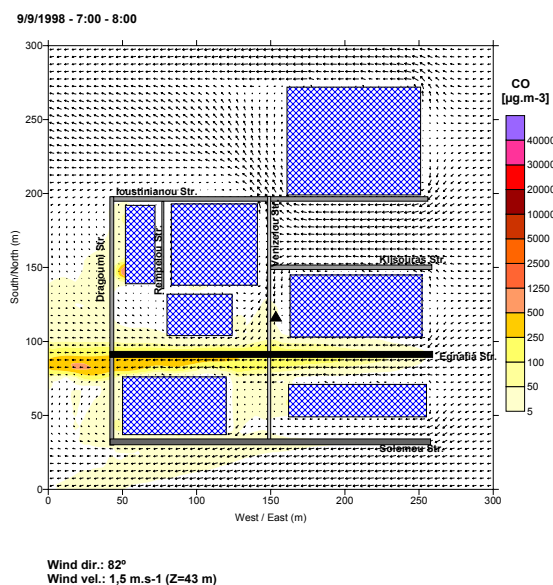 9/9/1998 - 7:00 - 8:00
CO
[µg.m-3]
300
250
200
150
100
50
0
South/North (m)
0
50
100
150
200
250
300
West / East (m)
Ioustinianou Str.
Dragoumi Str.
Rompalou Str.
Venizelou Str.
Kilsouras Str.
Egnatia Str.
Solomou Str.
40000
30000
20000
10000
5000
2500
1250
500
250
100
50
5
Wind dir.: 82º
Wind vel.: 1,5 m.s-1 (Z=43 m)